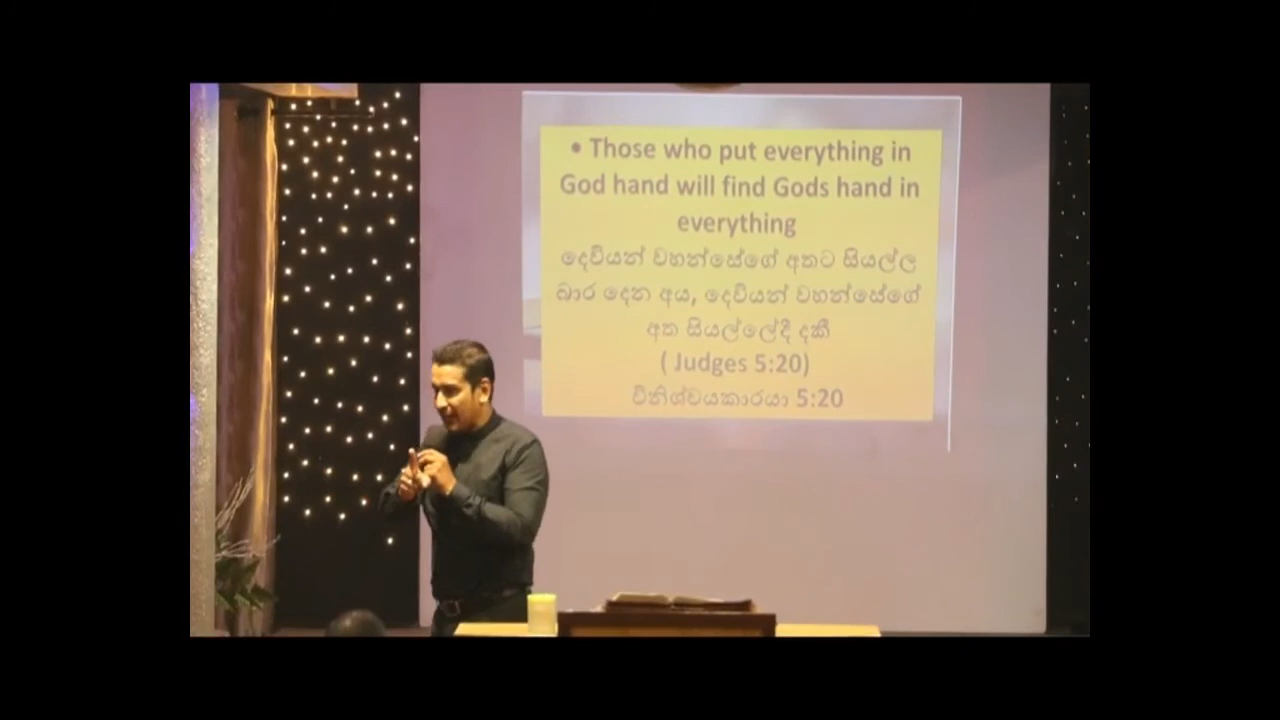 • Those who put everything in
God hand will find Gods hand in
everything
දෙවියන් වහන්සේගේ අතට සියල්ල
බාර දෙන අය, දෙවියන් වහන්සේගේ
අත සියල්ලේදී දකී
( Judges 5:20)
විනිශ්චයකාරයා 5:20